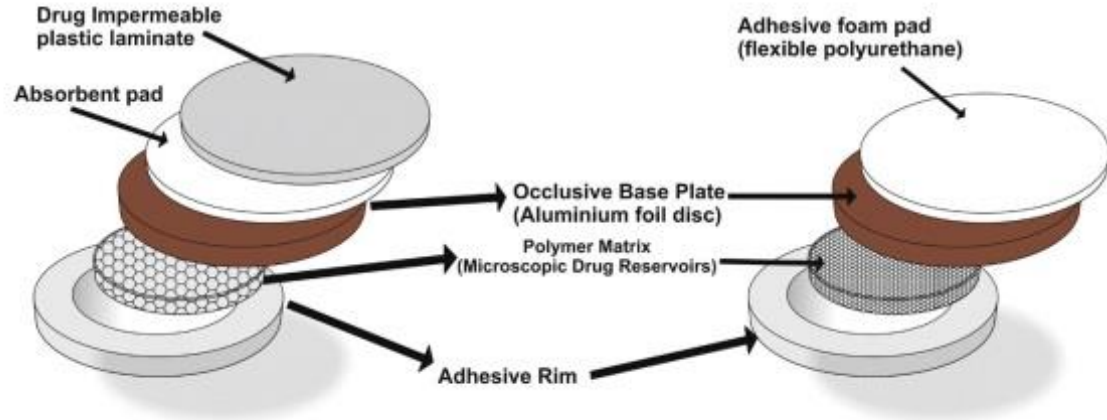 Drug Impermeable
plastic laminate
Absorbent pad
Adhesive foam pad
(flexible polyurethane)
Occlusive Base Plate
(Aluminium foil disc)
Polymer Matrix
(Microscopic Drug Reservoirs)
Adhesive Rim